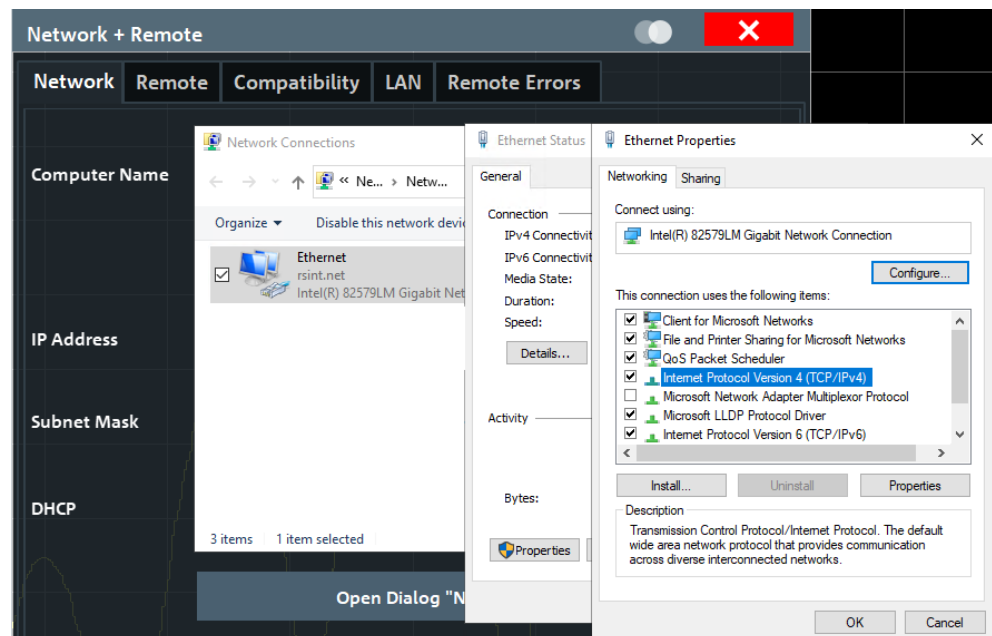 Network + Remote
Network Remote Compatibility LAN Remote Errors
Computer Name
IP Address
Subnet Mask
DHCP
Network Connections
« Ne... › Netw...
Organize Disable this network
Ethernet
rsint.net
Intel(R) 82579LM Gigabit Net
3 items 1 item selected
Open Dialog "N
Ethernet Status
General
Connection
IPv4 Connectivit
IPv6 Connectivit
Media State:
Duration:
Speed:
Details...
Activity
Bytes:
Properties
Ethernet Properties
Networking Sharing
Connect using:
Intel(R) 82579LM Gigabit Network Connection
Configure...
This connection uses the following items:
Client for Microsoft Networks
File and Printer Sharing for Microsoft Networks
QoS Packet Scheduler
Internet Protocol Version 4 (TCP/IPv4)
Microsoft Network Adapter Multiplexor Protocol
Microsoft LLDP Protocol Driver
Internet Protocol Version 6 (TCP/IPv6)
Install... Uninstall Properties
Description
Transmission Control Protocol/Internet Protocol. The default
wide area network protocol that provides communication
across diverse interconnected networks.
OK Cancel